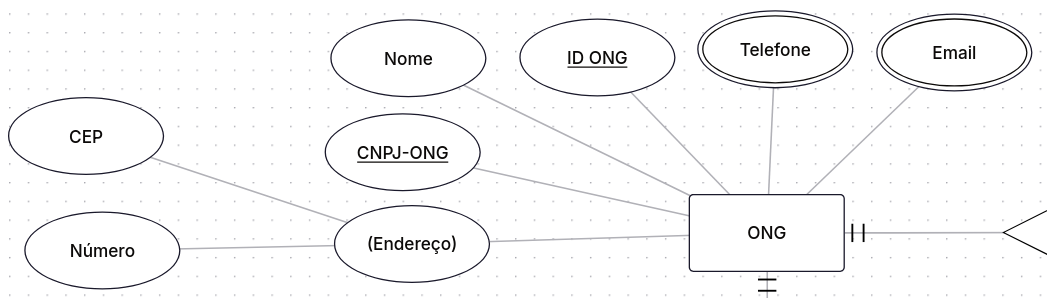 Nome
ID ONG
Telefone
Email
CEP
CNPJ-ONG
Número
(Endereço)
ONG